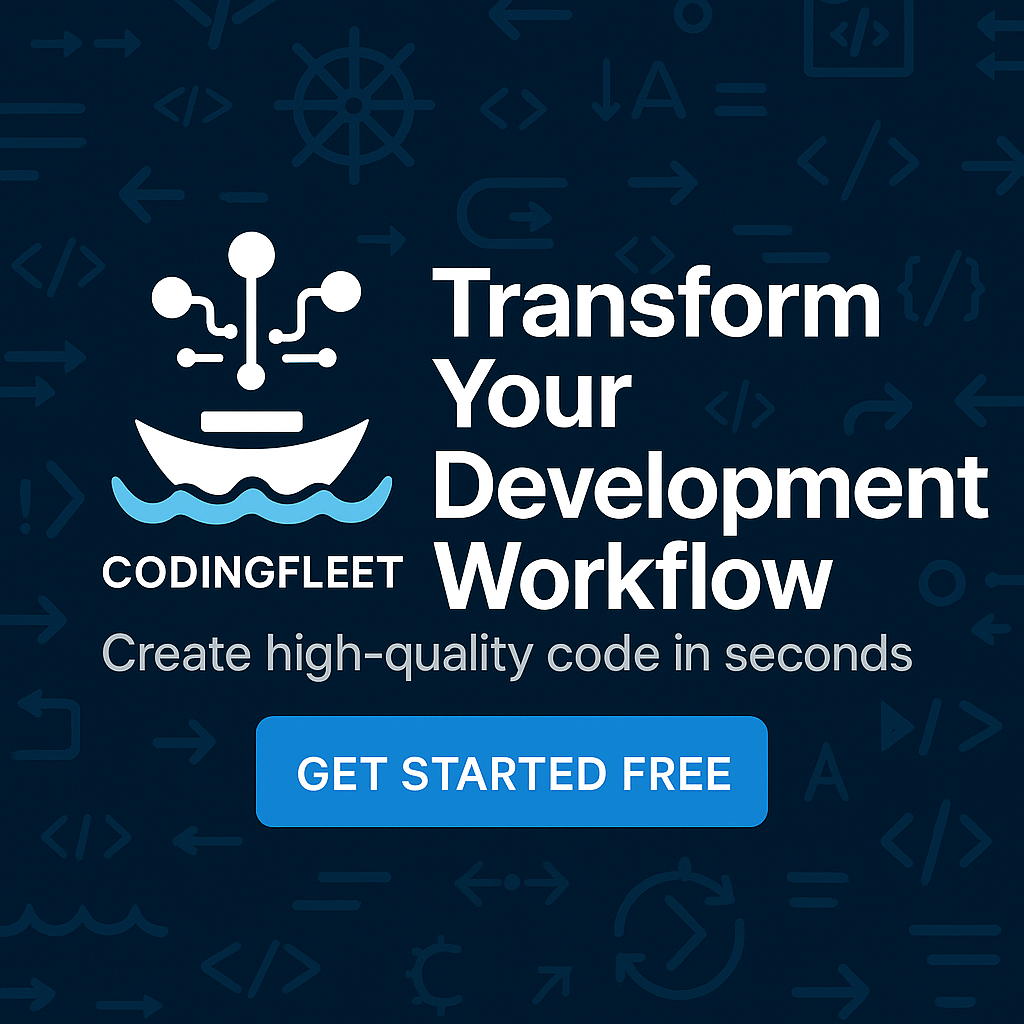 Transform
Your
Development
Workflow
CODINGFLEET
Create high-quality code in seconds
GET STARTED FREE
</>
</>
<>
A
=
</>
</>
</>
<>
{/}
</>
!
/>
A
</>
</>
</>